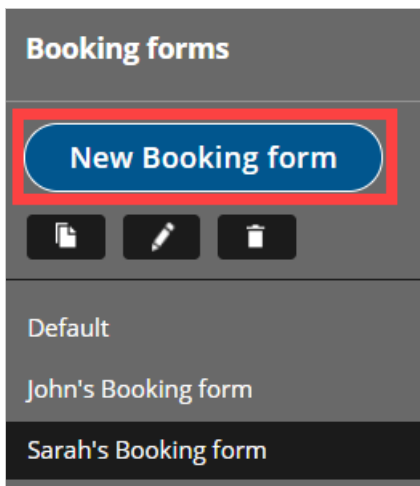 Booking forms
New Booking form
Default
John's Booking form
Sarah's Booking form